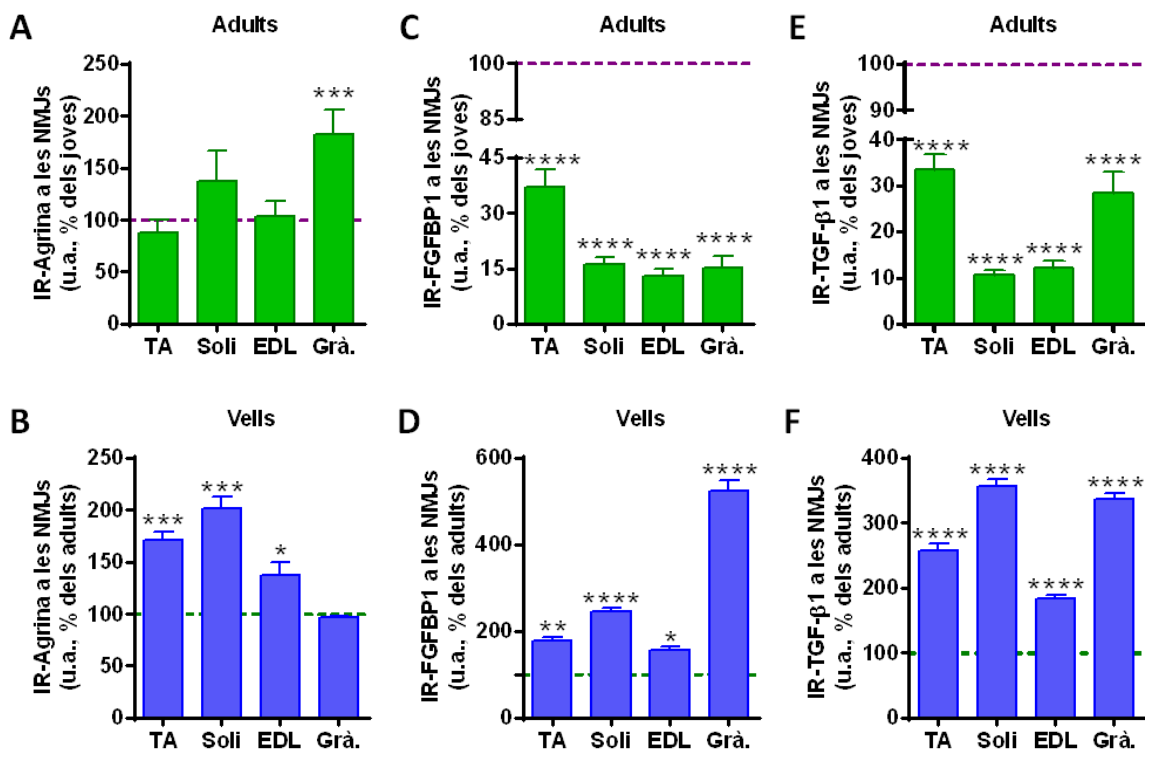 A
Adults
IR-Agrina a les NMJs
(u.a., % dels joves)
250
200
150
100
50
0
***
TA Soli EDL Grà.
C
Adults
IR-FGFBP1 a les NMJs
(u.a., % dels joves)
100
85
45
30
15
0
**** **** **** ****
TA Soli EDL Grà.
E
Adults
IR-TGF-β1 a les NMJs
(u.a., % dels joves)
100
90
40
30
20
10
0
**** **** **** ****
TA Soli EDL Grà.
B
Vells
IR-Agrina a les NMJs
(u.a., % dels adults)
250
200
150
100
50
0
*** *** *
TA Soli EDL Grà.
D
Vells
IR-FGFBP1 a les NMJs
(u.a., % dels adults)
600
400
200
0
** **** * ****
TA Soli EDL Grà.
F
Vells
IR-TGF-β1 a les NMJs
(u.a., % dels adults)
400
300
200
100
0
**** **** **** ****
TA Soli EDL Grà.